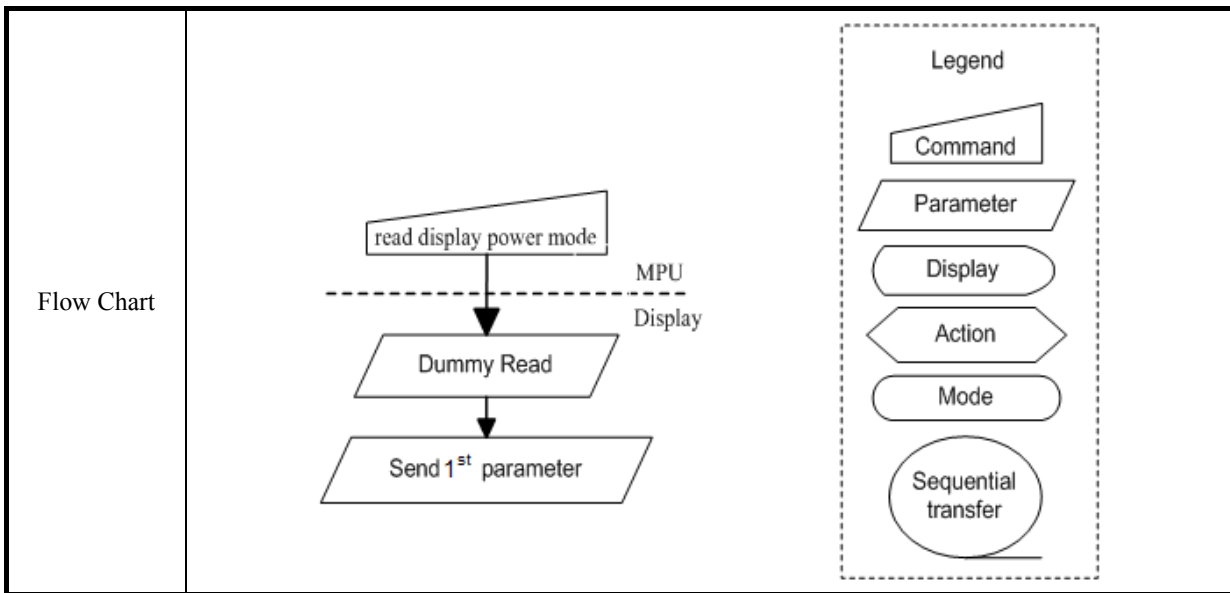 Flow Chart
read display power mode
MPU
Display
Dummy Read
Send 1st parameter
Legend
Command
Parameter
Display
Action
Mode
Sequential
transfer